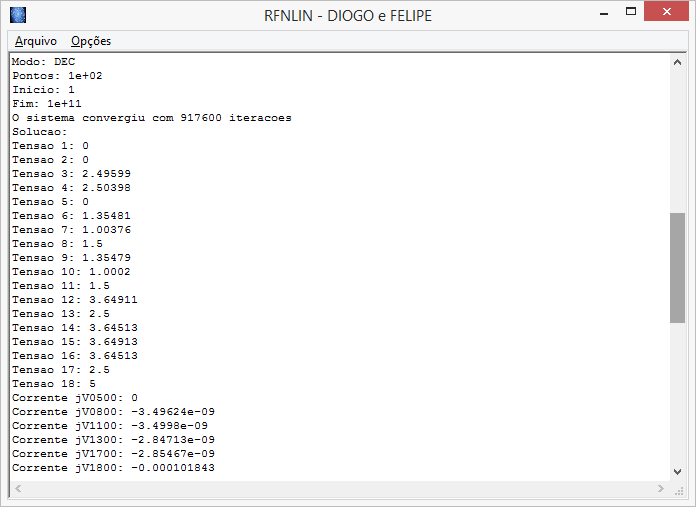 RFNLIN - DIOGO e FELIPE
Arquivo Opções
Modo: DEC
Pontos: 1e+02
Inicio: 1
Fim: 1e+11
O sistema convergiu com 917600 iteracoes
Solucao:
Tensao 1: 0
Tensao 2: 0
Tensao 3: 2.49599
Tensao 4: 2.50398
Tensao 5: 0
Tensao 6: 1.35481
Tensao 7: 1.00376
Tensao 8: 1.5
Tensao 9: 1.35479
Tensao 10: 1.0002
Tensao 11: 1.5
Tensao 12: 3.64911
Tensao 13: 2.5
Tensao 14: 3.64513
Tensao 15: 3.64913
Tensao 16: 3.64513
Tensao 17: 2.5
Tensao 18: 5
Corrente jV0500: 0
Corrente jV0800: -3.49624e-09
Corrente jV1100: -3.4998e-09
Corrente jV1300: -2.84713e-09
Corrente jV1700: -2.85467e-09
Corrente jV1800: -0.000101843